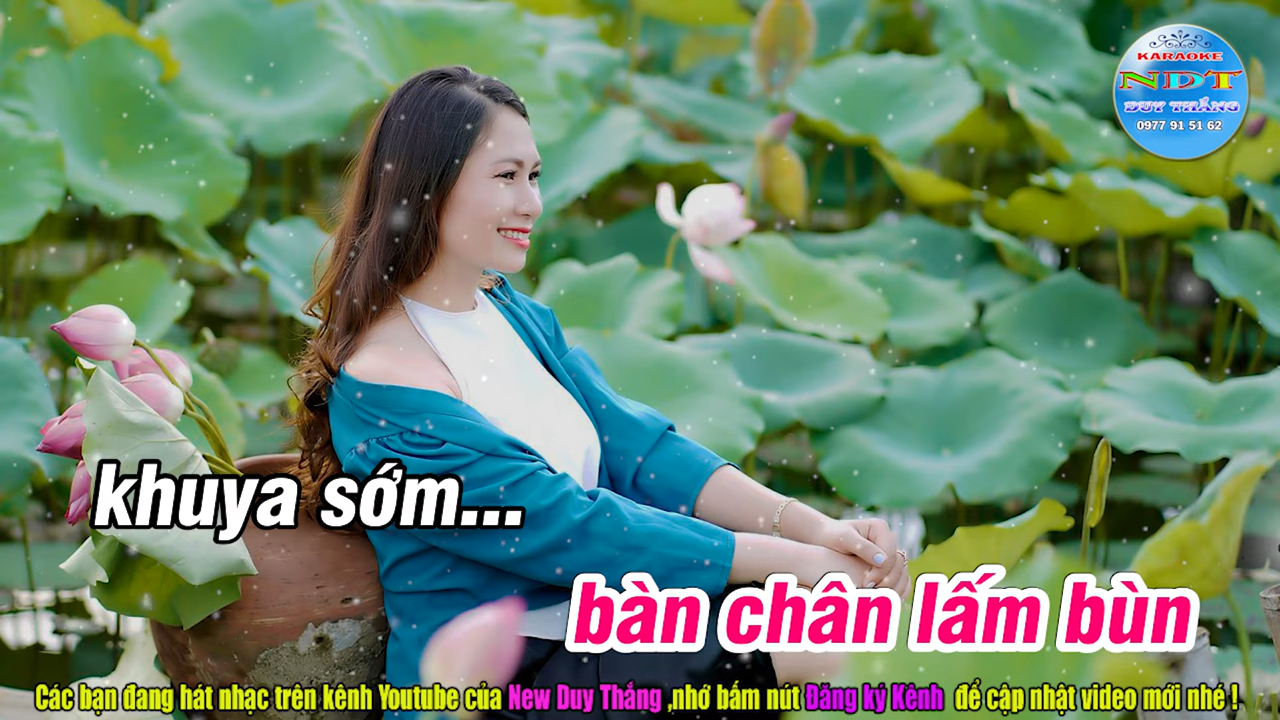 KARAOKE
NDT
DUY THẮNG
0977 91 51 62
khuya sớm...
bàn chân lấm bùn
Các bạn đang hát nhạc trên kênh Youtube của New Duy Thắng ,nhớ bấm nút Đăng ký Kênh để cập nhật video mới nhé !